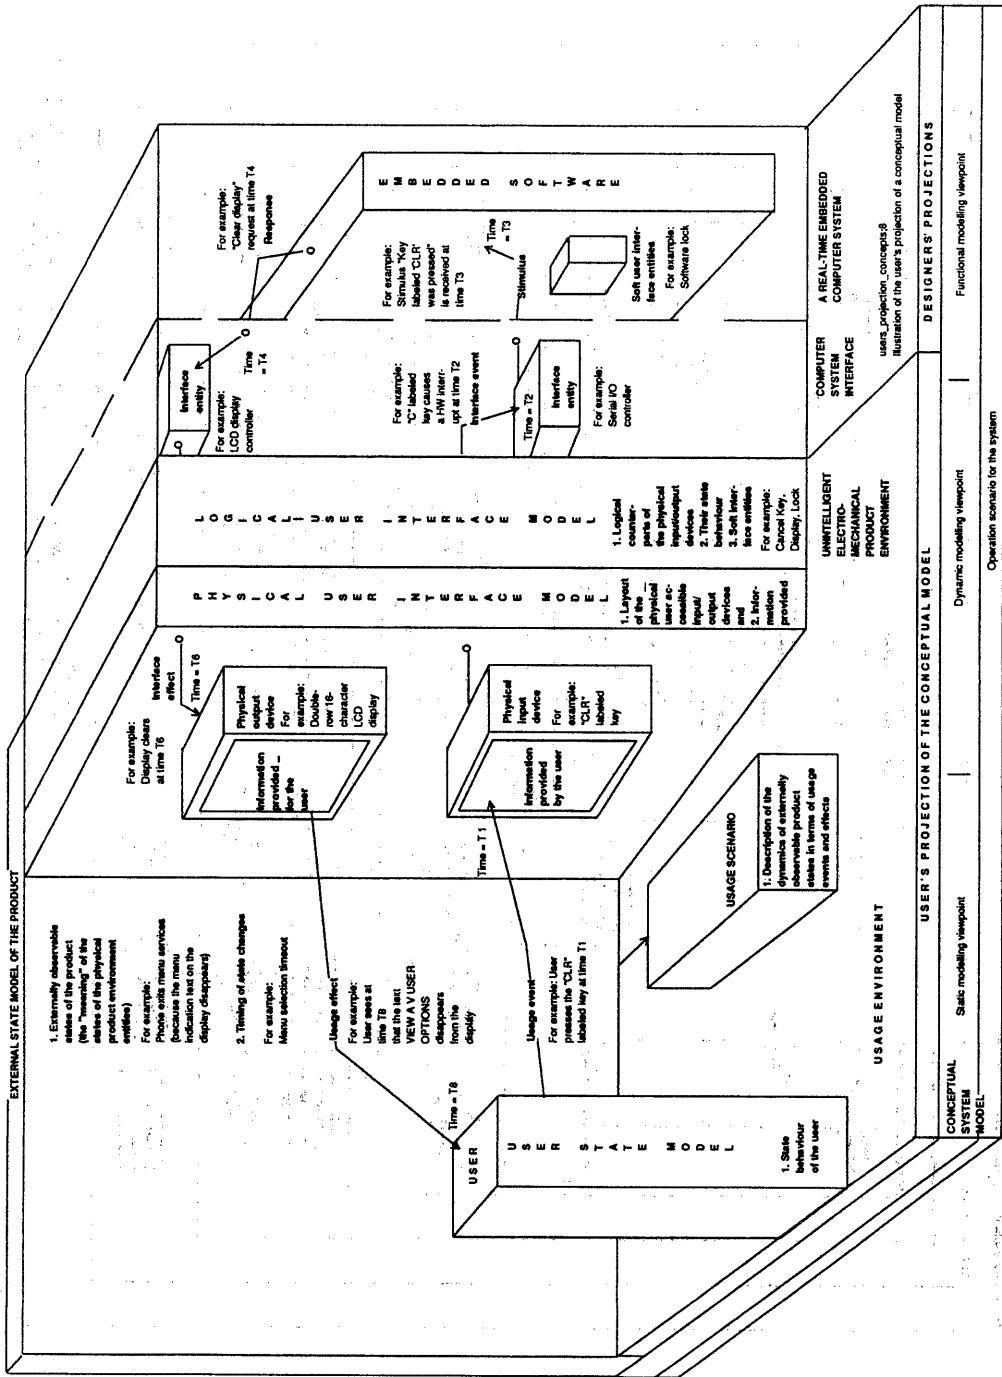 EXTERNAL STATE MODEL OF THE PRODUCT
1. Externally observable
states of the product
(the "meaning" of the
states of the physical
product environment
entities)
For example:
Phone exits menu services
(because the menu
indication text on the
display disappears)
2. Timing of state changes
For example:
Menu selection timeout
Usage effect
For example:
User sees at
time T8
that the text
VIEW A V USER
OPTIONS
disappears
from the
display
Usage event
For example: User
presses the "CLR"
labeled key at time T1
Time = T8
USER
USER STATE MODEL
1. State
behaviour
of the user
For example:
Display clears
at time T6
Interface
effect
Time = T6
Physical
output
device
For
example:
Double-
row 16-
character
LCD
display
Information
provided
for the
user
Time = T1
Physical
input
device
For
example:
"CLR"
labeled
key
Information
provided
by the user
USAGE SCENARIO
1. Description of the
dynamics of externally
observable product
states in terms of usage
events and effects
USAGE ENVIRONMENT
PHYSICAL USER INTERFACE MODEL
1. Layout
of the
physical
user ac-
cessible
input/
output
devices
and
2. Infor-
mation
provided
LOGICAL USER INTERFACE MODEL
1. Logical
counter-
parts of
the physical
input/output
devices
2. Their state
behaviour
3. Soft inter-
face entities
For example:
Cancel Key,
Display, Lock
UNINTELLIGENT
ELECTRO-
MECHANICAL
PRODUCT
ENVIRONMENT
Interface
entity
For example:
LCD display
controller
Time
= T4
For example:
"C" labeled
key causes
a HW interr-
upt at time T2
Interface event
Time = T2
Interface
entity
For example:
Serial I/O
controller
COMPUTER
SYSTEM
INTERFACE
For example:
"Clear display"
request at time T4
Response
For example:
Stimulus "Key
labeled 'CLR'
was pressed"
is received at
time T3
Time
= T3
Stimulus
Soft user inter-
face entities
For example:
Software lock
EMBEDDED SOFTWARE
A REAL-TIME EMBEDDED
COMPUTER SYSTEM
users_projection_concepts;8
Illustration of the user's projection of a conceptual model
USER'S PROJECTION OF THE CONCEPTUAL MODEL
DESIGNERS' PROJECTIONS
CONCEPTUAL
SYSTEM
MODEL
Static modelling viewpoint
Dynamic modelling viewpoint
Functional modelling viewpoint
Operation scenario for the system